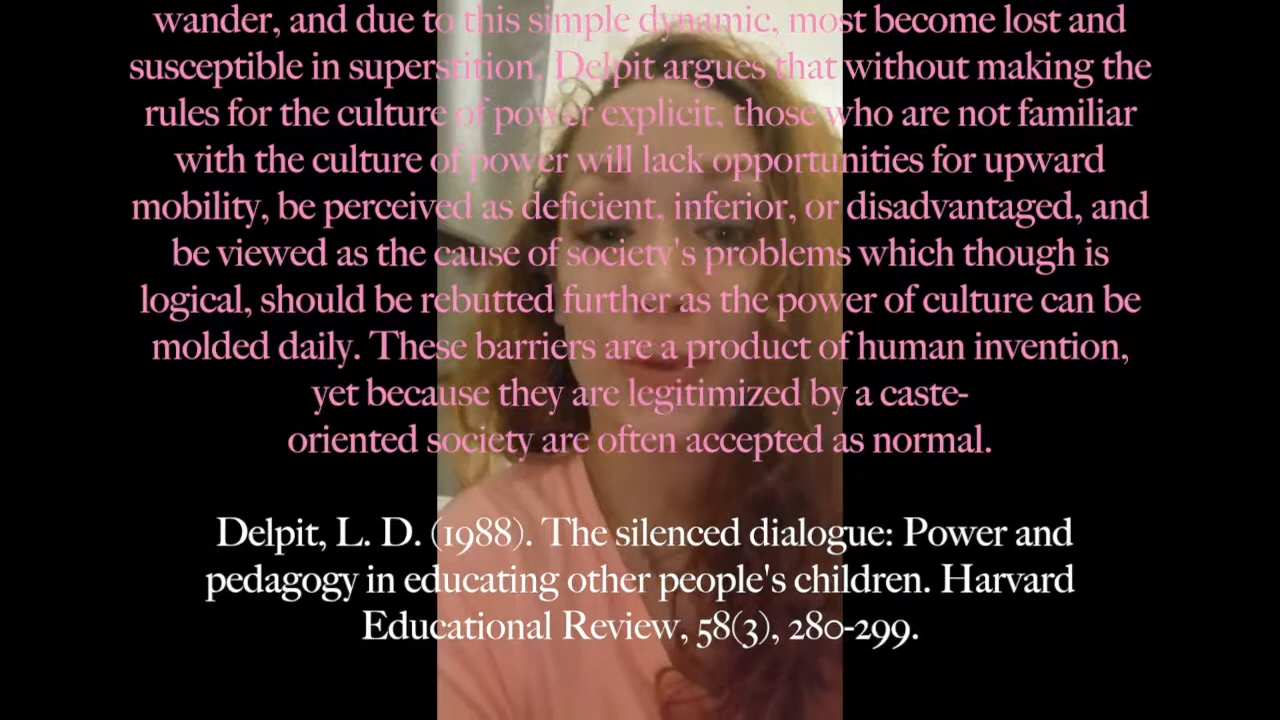 wander, and due to this simple dynamic, most become lost and
susceptible in superstition. Delpit argues that without making the
rules for the culture of power explicit, those who are not familiar
with the culture of power will lack opportunities for upward
mobility, be perceived as deficient, inferior, or disadvantaged, and
be viewed as the cause of society's problems which though is
logical, should be rebutted further as the power of culture can be
molded daily. These barriers are a product of human invention,
yet because they are legitimized by a caste-
oriented society are often accepted as normal.
Delpit, L. D. (1988). The silenced dialogue: Power and
pedagogy in educating other people's children. Harvard
Educational Review, 58(3), 280-299.